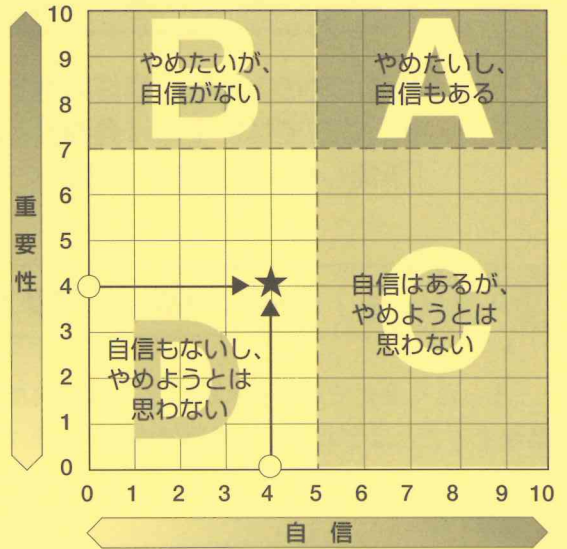 10
9
8
7
6
5
4
3
2
1
0
重要性
B
やめたいが、
自信がない
A
やめたいし、
自信もある
D
自信もないし、
やめようとは
思わない
C
自信はあるが、
やめようとは
思わない
0 1 2 3 4 5 6 7 8 9 10
自 信